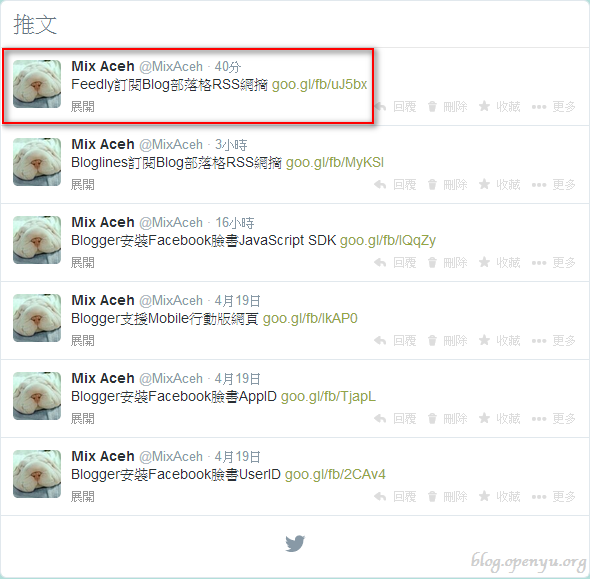 推文
Mix Aceh @MixAceh · 40分
Feedly訂閱Blog部落格RSS網摘 goo.gl/fb/uJ5bx
展開 回覆 刪除 收藏 更多
Mix Aceh @MixAceh · 3小時
Bloglines訂閱Blog部落格RSS網摘 goo.gl/fb/MyKSl
展開 回覆 刪除 收藏 更多
Mix Aceh @MixAceh · 16小時
Blogger安裝Facebook臉書JavaScript SDK goo.gl/fb/lQqZy
展開 回覆 刪除 收藏 更多
Mix Aceh @MixAceh · 4月19日
Blogger支援Mobile行動版網頁 goo.gl/fb/lkAP0
展開 回覆 刪除 收藏 更多
Mix Aceh @MixAceh · 4月19日
Blogger安裝Facebook臉書AppID goo.gl/fb/TjapL
展開 回覆 刪除 收藏 更多
Mix Aceh @MixAceh · 4月19日
Blogger安裝Facebook臉書UserID goo.gl/fb/2CAv4
展開 回覆 刪除 收藏 更多
blog.openyu.org